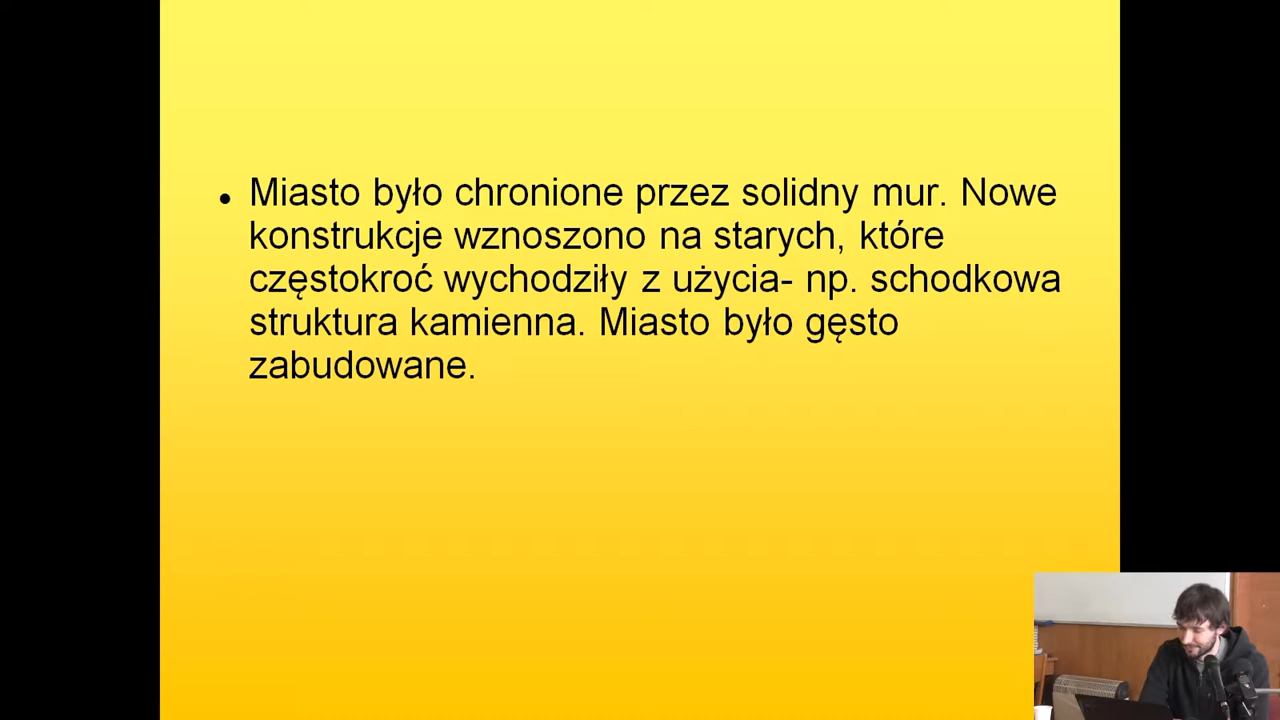 Miasto było chronione przez solidny mur. Nowe
konstrukcje wznoszono na starych, które
częstokroć wychodziły z użycia- np. schodkowa
struktura kamienna. Miasto było gęsto
zabudowane.